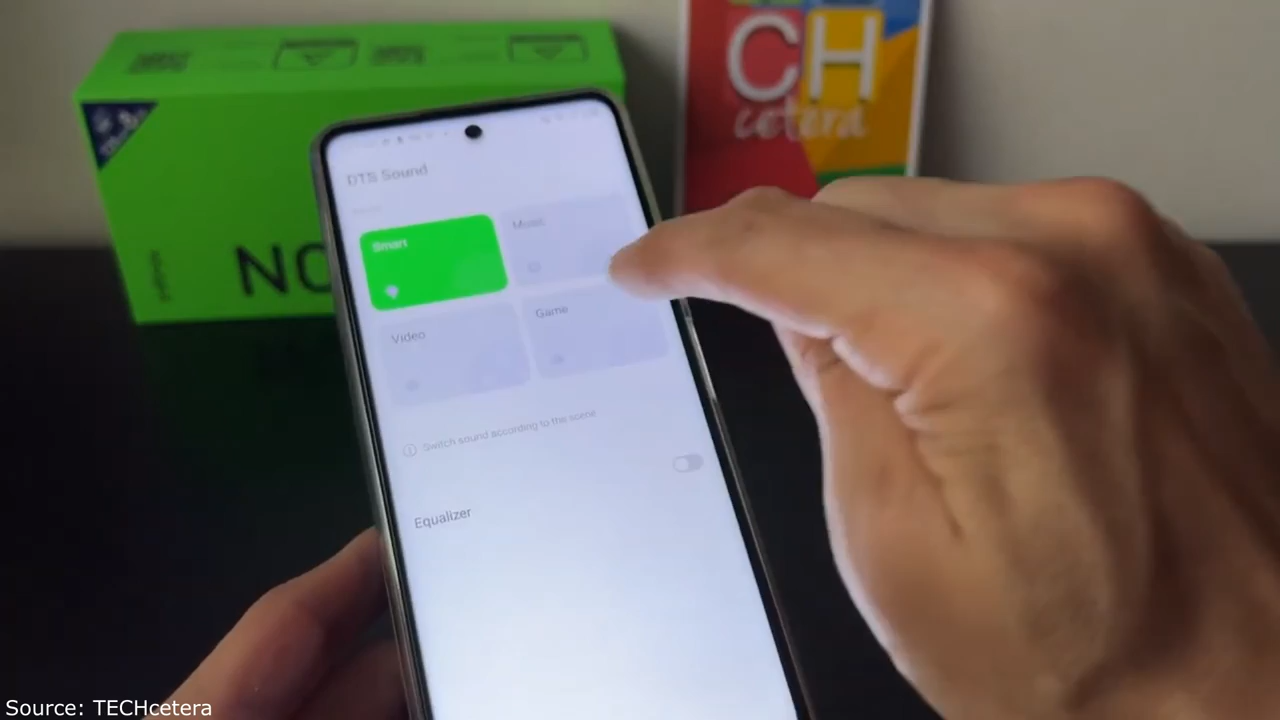 CH
cetera
DTS Sound
Smart
Music
Video
Game
Switch sound according to the scene
Equalizer
NO
Source: TECHcetera